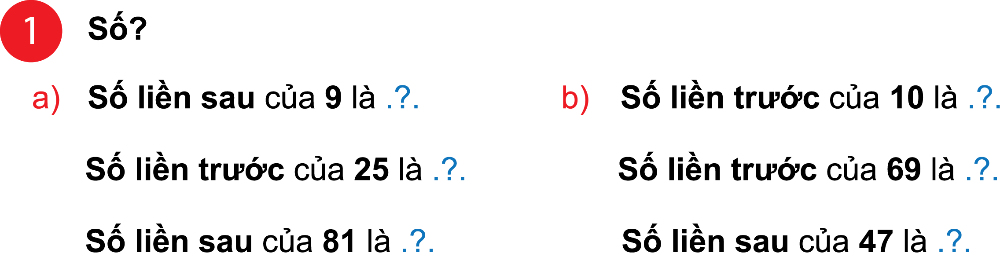 1 Số?
a) Số liền sau của 9 là .?.
Số liền trước của 25 là .?.
Số liền sau của 81 là .?.
b) Số liền trước của 10 là .?.
Số liền trước của 69 là .?.
Số liền sau của 47 là .?.